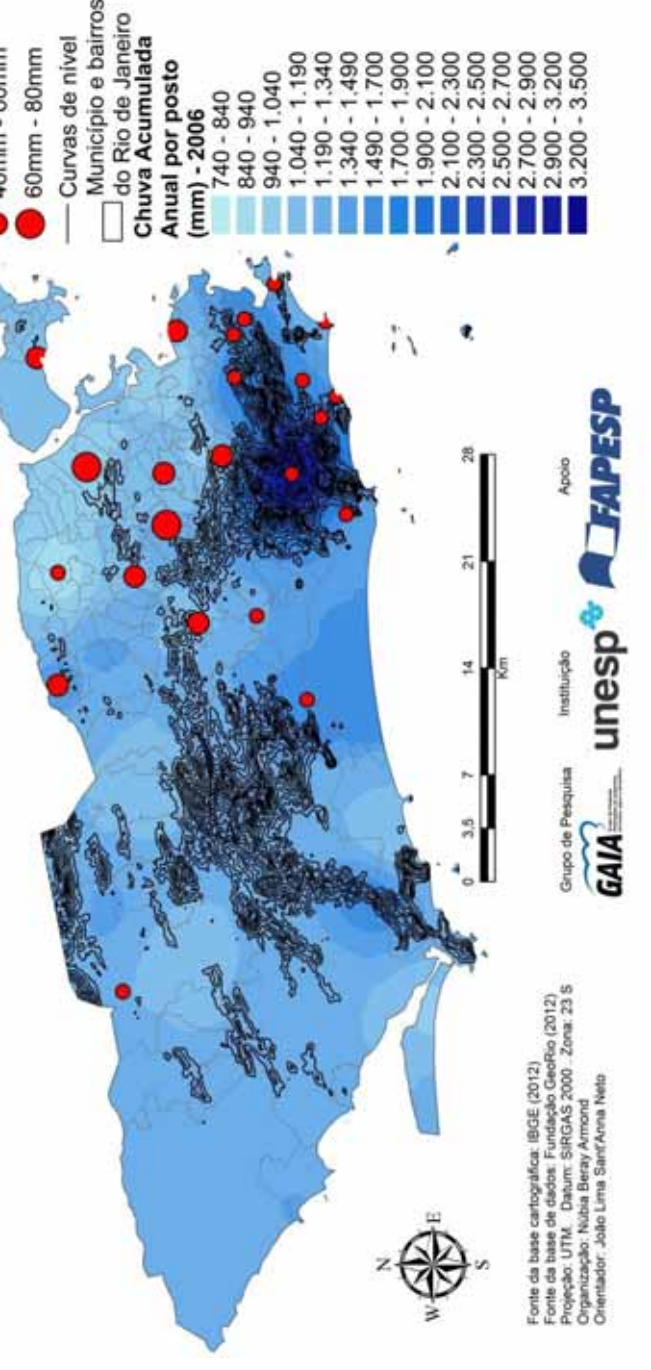 60mm - 80mm
Curvas de nível
Município e bairros
do Rio de Janeiro
Chuva Acumulada
Anual por posto
(mm) - 2006
740 - 840
840 - 940
940 - 1.040
1.040 - 1.190
1.190 - 1.340
1.340 - 1.490
1.490 - 1.700
1.700 - 1.900
1.900 - 2.100
2.100 - 2.300
2.300 - 2.500
2.500 - 2.700
2.700 - 2.900
2.900 - 3.200
3.200 - 3.500
N
W E
S
0 3,5 7 14 21 28
Km
Fonte da base cartográfica: IBGE (2012)
Fonte da base de dados: Fundação GeoRio (2012)
Projeção: UTM. Datum: SIRGAS 2000 . Zona: 23 S
Organização: Núbia Beray Armond
Orientador: João Lima Sant'Anna Neto
Grupo de Pesquisa
GAIA
Instituição
unesp
Apoio
FAPESP